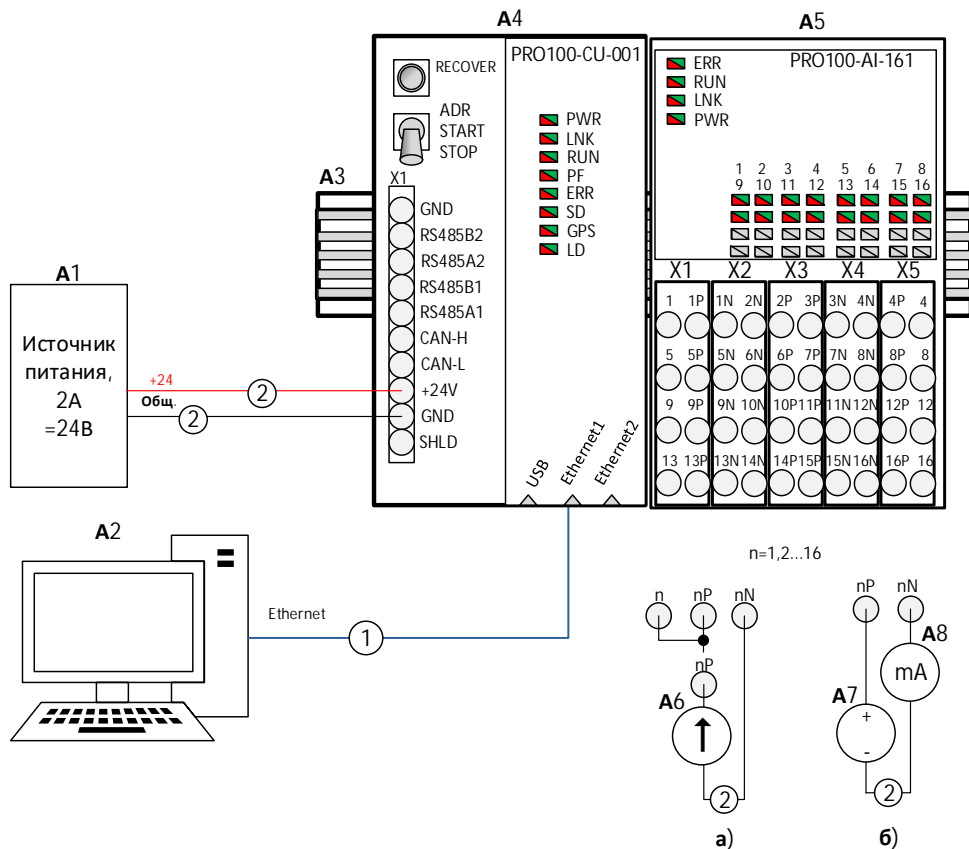 A4
A5
RECOVER
ADR
START
STOP
PRO100-CU-001
PWR
LNK
RUN
PF
ERR
SD
GPS
LD
X1
GND
RS485B2
RS485A2
RS485B1
RS485A1
CAN-H
CAN-L
+24V
GND
SHLD
USB
Ethernet1
Ethernet2
PRO100-AI-161
ERR
RUN
LNK
PWR
1 2 3 4 5 6 7 8
9 10 11 12 13 14 15 16
X1 X2 X3 X4 X5
1 1P 1N 2N 2P 3P 3N 4N 4P 4
5 5P 5N 6N 6P 7P 7N 8N 8P 8
9 9P 9N 10N 10P 11P 11N 12N 12P 12
13 13P 13N 14N 14P 15P 15N 16N 16P 16
A3
A1
Источник
питания,
2А
=24В
+24
Общ.
2
2
A2
Ethernet
1
n=1,2...16
n nP nN
nP
A6
2
а)
nP nN
A8
mA
A7
+
-
2
б)